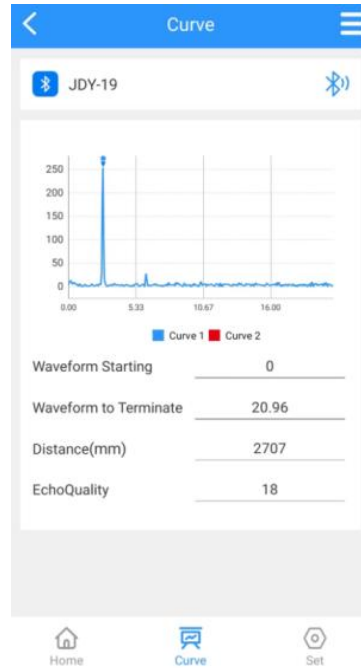 Curve
JDY-19
250
200
150
100
50
0
0.00 5.33 10.67 16.00
Curve 1 Curve 2
Waveform Starting 0
Waveform to Terminate 20.96
Distance(mm) 2707
EchoQuality 18
Home Curve Set